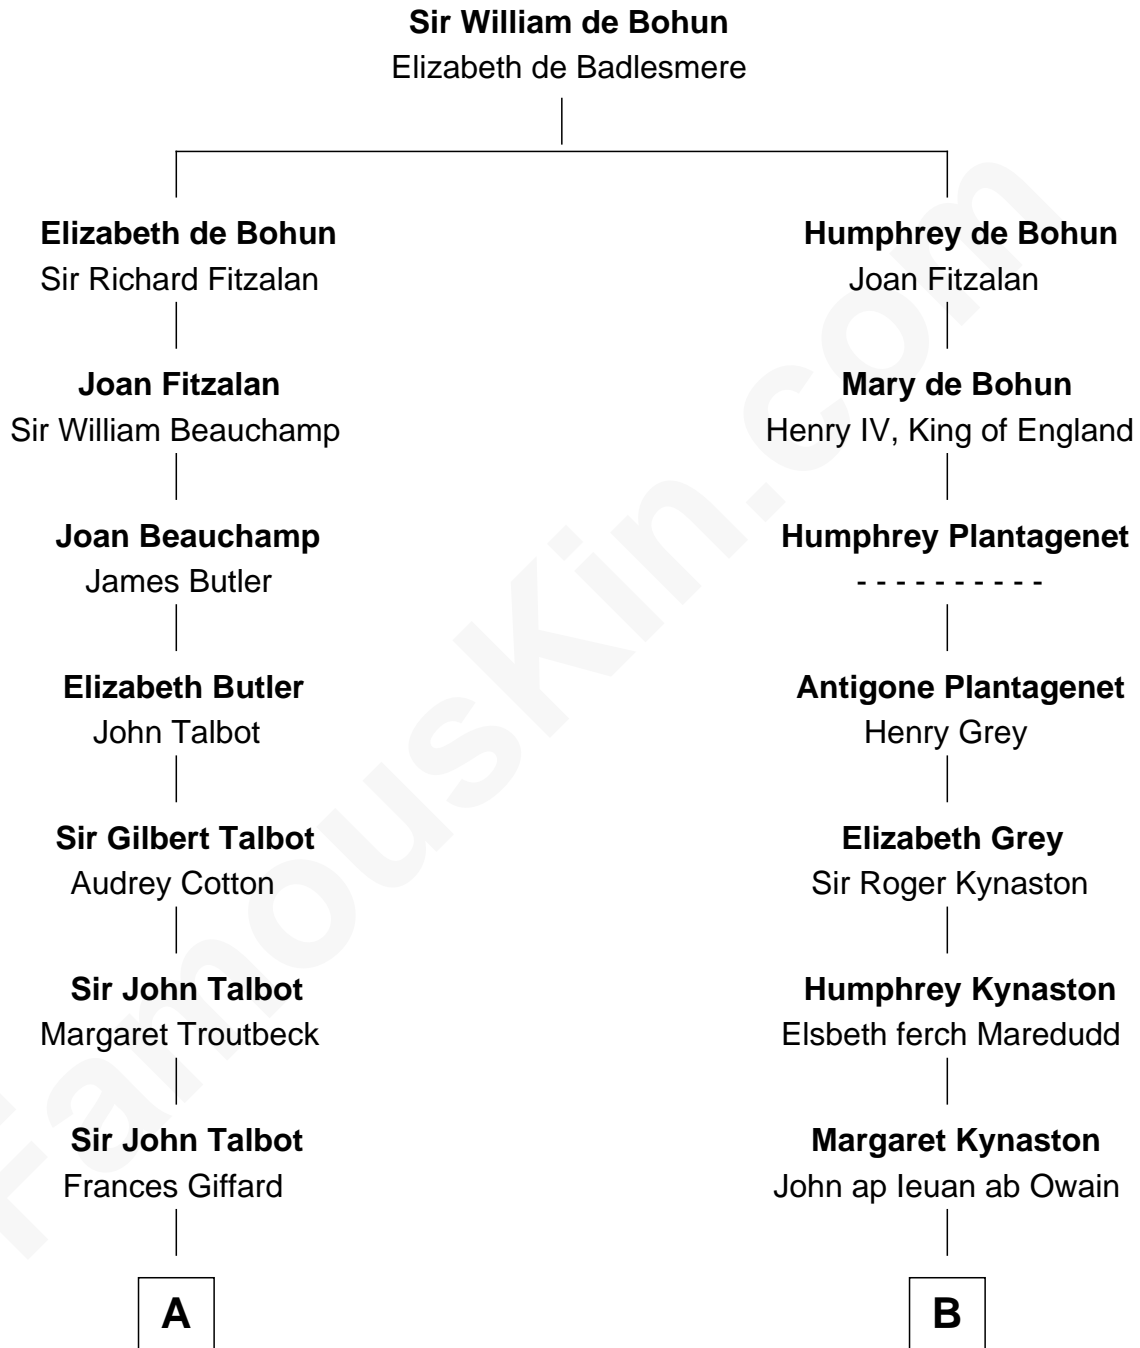 Sir William de Bohun
Elizabeth de Badlesmere
Elizabeth de Bohun
Sir Richard Fitzalan
Humphrey de Bohun
Joan Fitzalan
Joan Fitzalan
Sir William Beauchamp
Mary de Bohun
Henry IV, King of England
Joan Beauchamp
James Butler
Humphrey Plantagenet
- - - - - - - - - -
Elizabeth Butler
John Talbot
Antigone Plantagenet
Henry Grey
Sir Gilbert Talbot
Audrey Cotton
Elizabeth Grey
Sir Roger Kynaston
Sir John Talbot
Margaret Troutbeck
Humphrey Kynaston
Elsbeth ferch Maredudd
Sir John Talbot
Frances Giffard
Margaret Kynaston
John ap Ieuan ab Owain
A
B
FamousKin.com